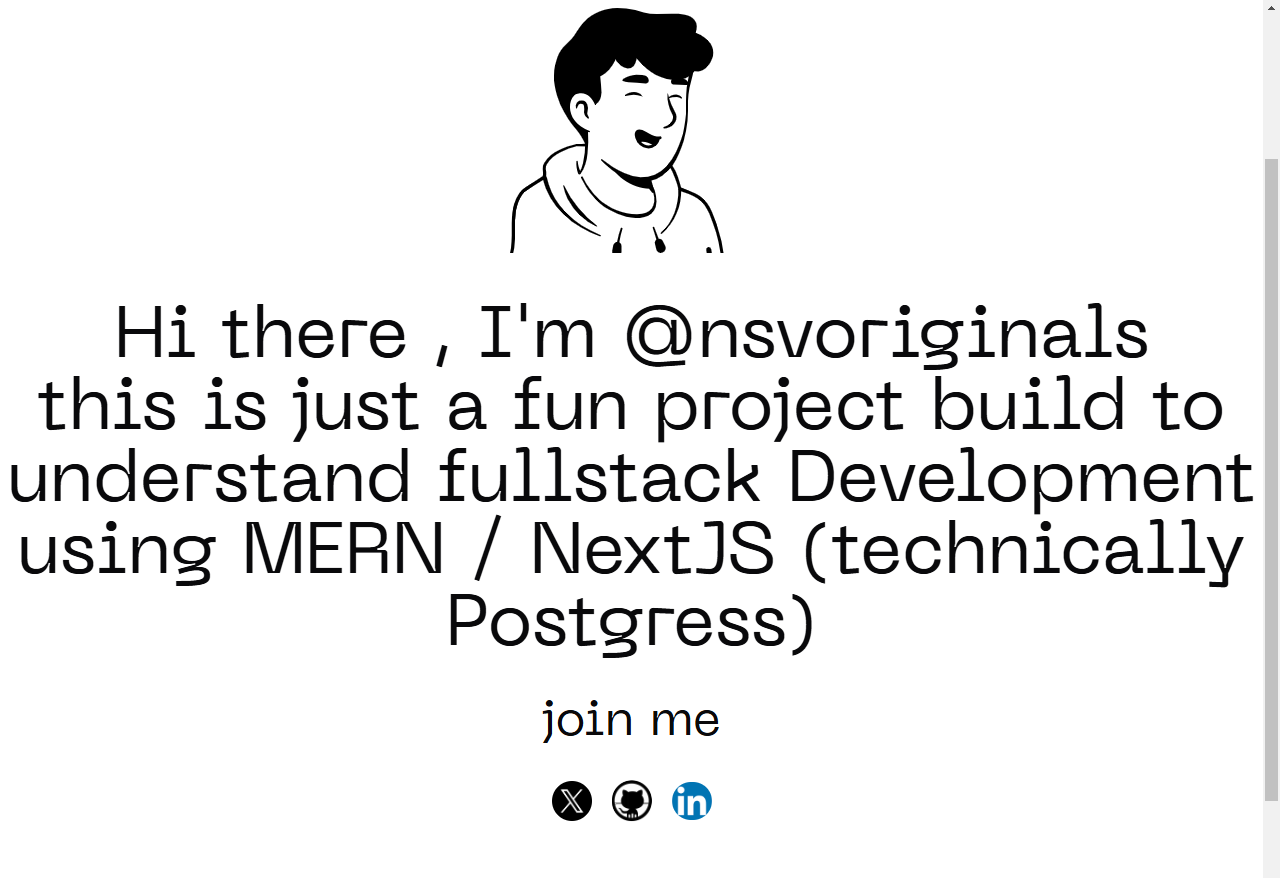 Hi there , I'm @nsvoriginals
this is just a fun project build to
understand fullstack Development
using MERN / NextJS (technically
Postgress)
join me
X
in